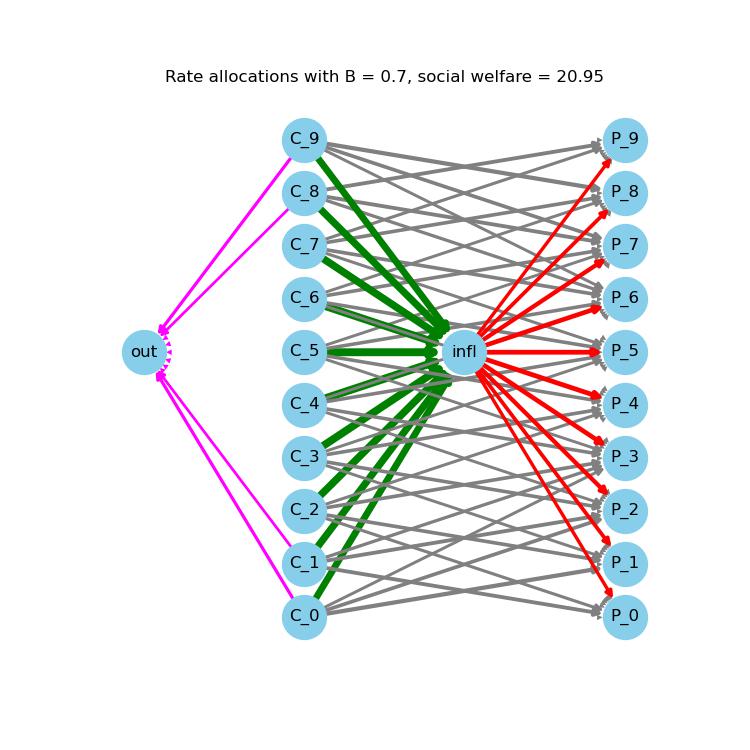 Rate allocations with B = 0.7, social welfare = 20.95
C_9
P_9
C_8
P_8
C_7
P_7
C_6
P_6
out
C_5
infl
P_5
C_4
P_4
C_3
P_3
C_2
P_2
C_1
P_1
C_0
P_0